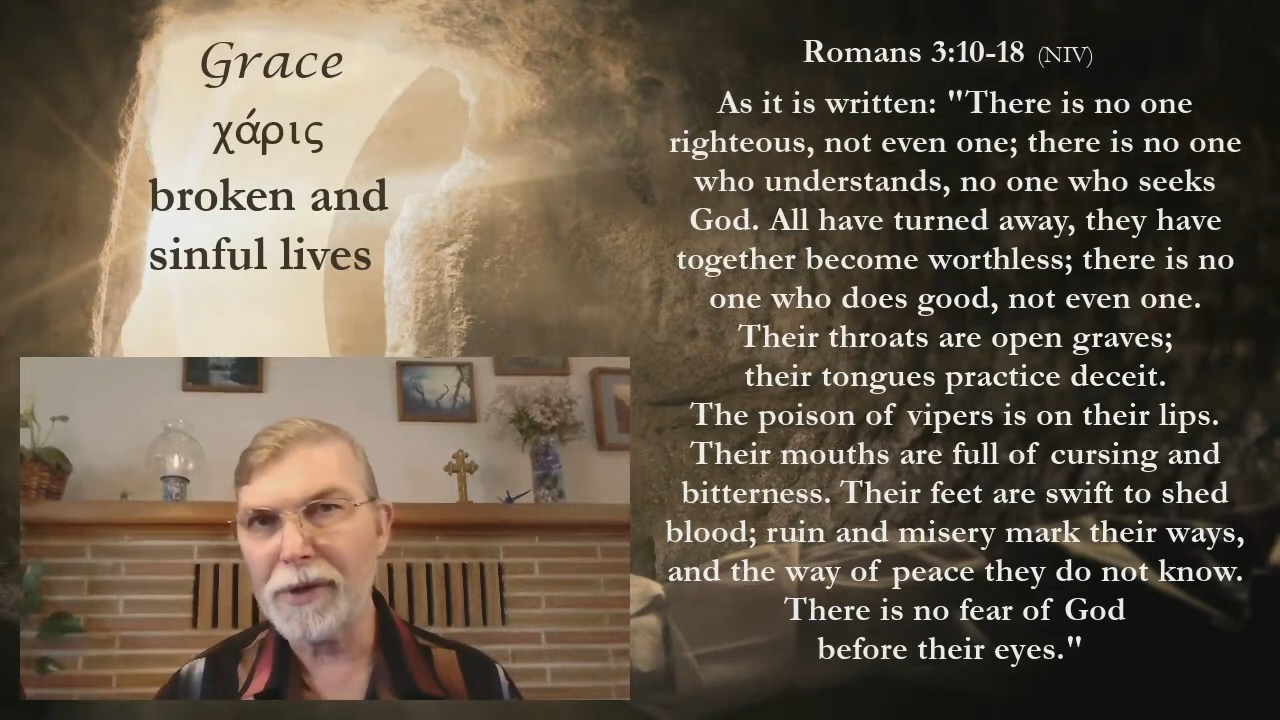 Grace
χάρις
broken and
sinful lives
Romans 3:10-18 (NIV)
As it is written: "There is no one
righteous, not even one; there is no one
who understands, no one who seeks
God. All have turned away, they have
together become worthless; there is no
one who does good, not even one.
Their throats are open graves;
their tongues practice deceit.
The poison of vipers is on their lips.
Their mouths are full of cursing and
bitterness. Their feet are swift to shed
blood; ruin and misery mark their ways,
and the way of peace they do not know.
There is no fear of God
before their eyes."